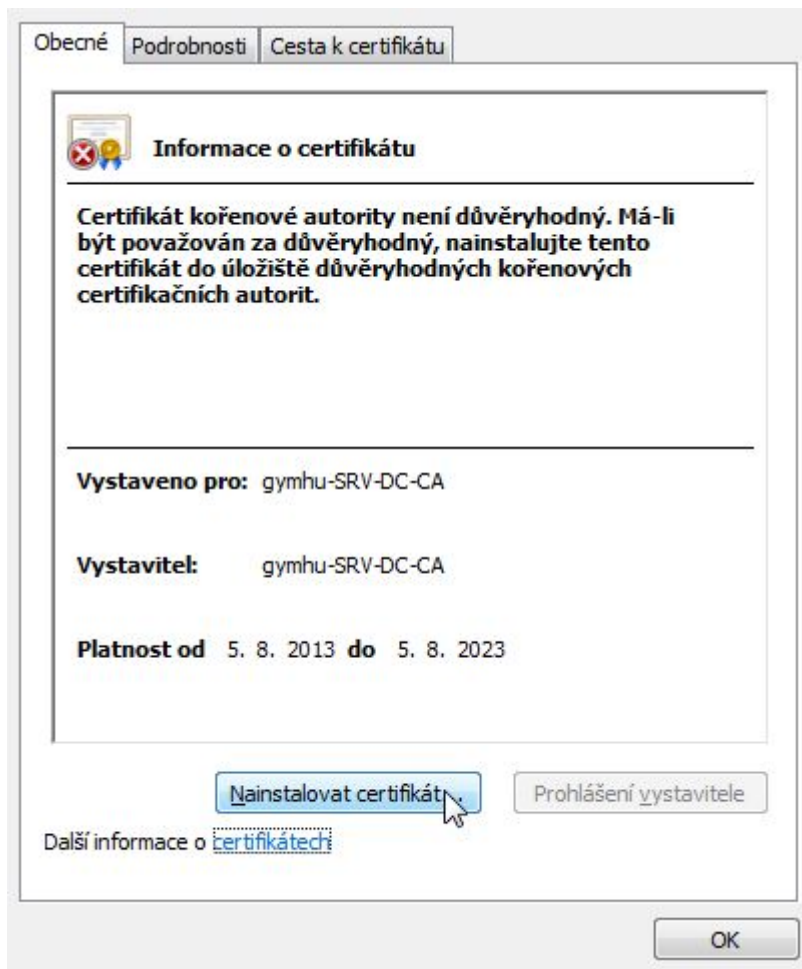 Obecné Podrobnosti Cesta k certifikátu
Informace o certifikátu
Certifikát kořenové autority není důvěryhodný. Má-li
být považován za důvěryhodný, nainstalujte tento
certifikát do úložiště důvěryhodných kořenových
certifikačních autorit.
Vystaveno pro: gymhu-SRV-DC-CA
Vystavitel: gymhu-SRV-DC-CA
Platnost od 5. 8. 2013 do 5. 8. 2023
Nainstalovat certifikát... Prohlášení vystavitele
Další informace o certifikátech
OK